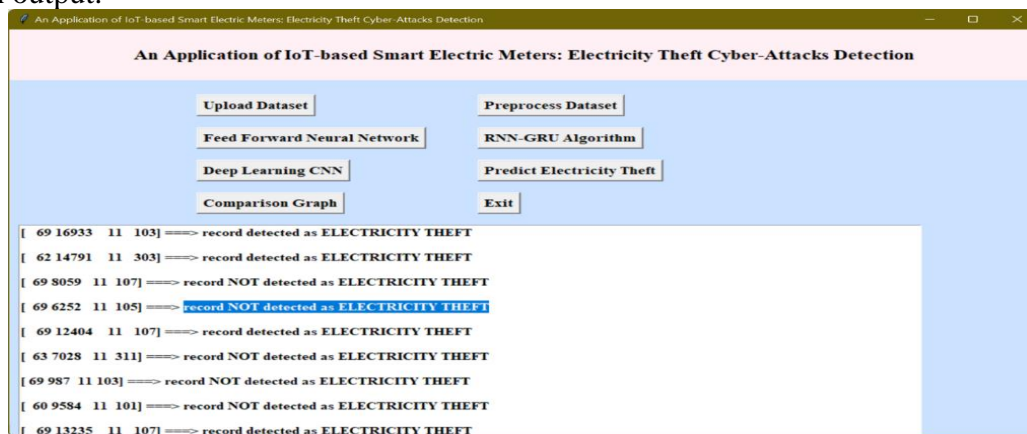 output.
An Application of IoT-based Smart Electric Meters: Electricity Theft Cyber-Attacks Detection
An Application of IoT-based Smart Electric Meters: Electricity Theft Cyber-Attacks Detection
Upload Dataset Preprocess Dataset
Feed Forward Neural Network RNN-GRU Algorithm
Deep Learning CNN Predict Electricity Theft
Comparison Graph Exit
[ 69 16933 11 103] ===> record detected as ELECTRICITY THEFT
[ 62 14791 11 303] ===> record detected as ELECTRICITY THEFT
[ 69 8059 11 107] ===> record NOT detected as ELECTRICITY THEFT
[ 69 6252 11 105] ===> record NOT detected as ELECTRICITY THEFT
[ 69 12404 11 107] ===> record detected as ELECTRICITY THEFT
[ 63 7028 11 311] ===> record NOT detected as ELECTRICITY THEFT
[ 69 987 11 103] ===> record NOT detected as ELECTRICITY THEFT
[ 60 9584 11 101] ===> record NOT detected as ELECTRICITY THEFT
[ 69 13235 11 107] ===> record detected as ELECTRICITY THEFT